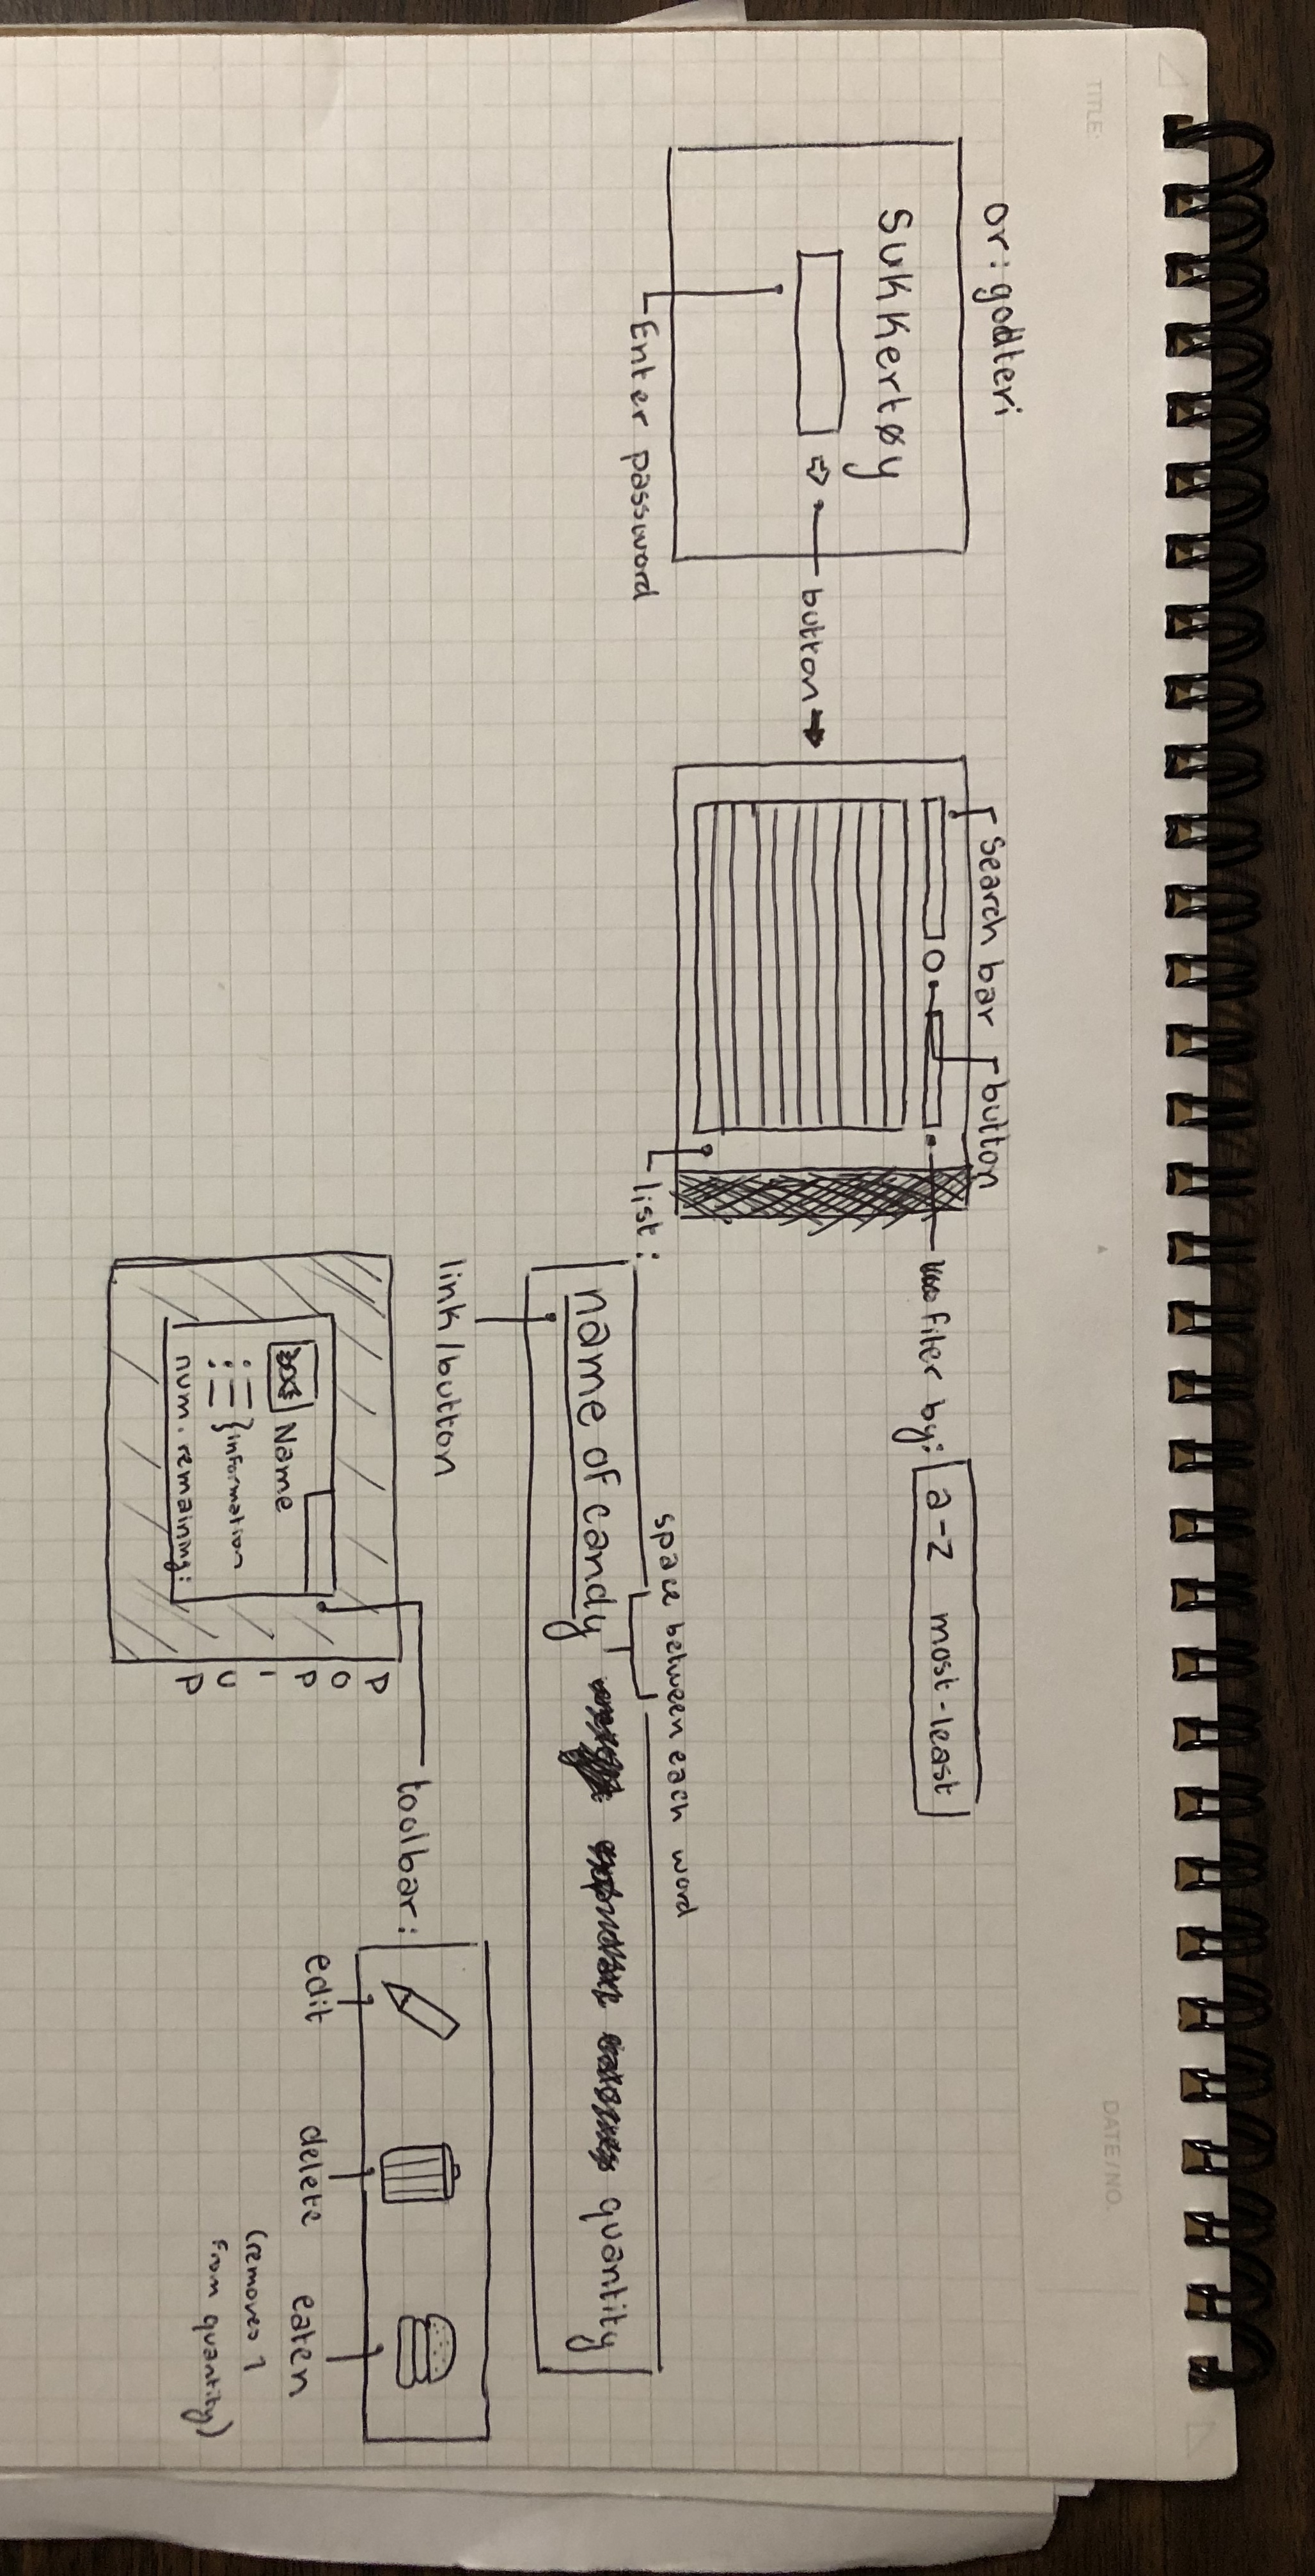 TITLE:
DATE/NO.
or: godteri
Sukkertøy
Enter password
button
Search bar
button
filer by:
a-z most-least
list:
space between each word
name of candy quantity
link/button
Name
information
num. remaining:
POPUP
toolbar:
edit
delete
eaten
(removes 1
from quantity)